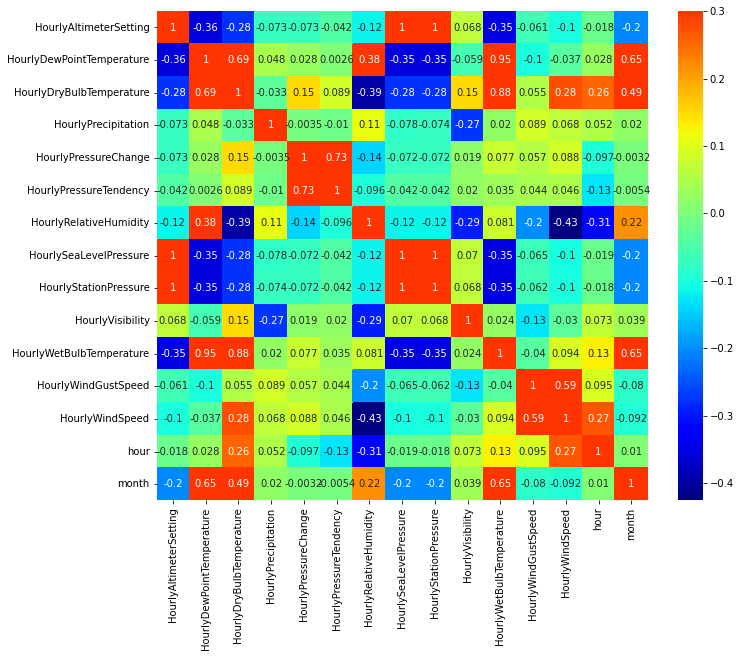 HourlyAltimeterSetting 1 -0.36 -0.28 -0.073 -0.073 -0.042 -0.12 1 1 0.068 -0.35 -0.061 -0.1 -0.018 -0.2 0.3
HourlyDewPointTemperature -0.36 1 0.69 0.048 0.028 0.0026 0.38 -0.35 -0.35 -0.059 0.95 -0.1 -0.037 0.028 0.65
HourlyDryBulbTemperature -0.28 0.69 1 -0.033 0.15 0.089 -0.39 -0.28 -0.28 0.15 0.88 0.055 0.28 0.26 0.49 0.2
HourlyPrecipitation -0.073 0.048 -0.033 1 -0.0035 -0.01 0.11 -0.078 -0.074 -0.27 0.02 0.089 0.068 0.052 0.02
HourlyPressureChange -0.073 0.028 0.15 -0.0035 1 0.73 -0.14 -0.072 -0.072 0.019 0.077 0.057 0.088 -0.097 -0.0032 0.1
HourlyPressureTendency -0.042 0.0026 0.089 -0.01 0.73 1 -0.096 -0.042 -0.042 0.02 0.035 0.044 0.046 -0.13 -0.0054
HourlyRelativeHumidity -0.12 0.38 -0.39 0.11 -0.14 -0.096 1 -0.12 -0.12 -0.29 0.081 -0.2 -0.43 -0.31 0.22 0.0
HourlySeaLevelPressure 1 -0.35 -0.28 -0.078 -0.072 -0.042 -0.12 1 1 0.07 -0.35 -0.065 -0.1 -0.019 -0.2
HourlyStationPressure 1 -0.35 -0.28 -0.074 -0.072 -0.042 -0.12 1 1 0.068 -0.35 -0.062 -0.1 -0.018 -0.2 −0.1
HourlyVisibility 0.068 -0.059 0.15 -0.27 0.019 0.02 -0.29 0.07 0.068 1 0.024 -0.13 -0.03 0.073 0.039
HourlyWetBulbTemperature -0.35 0.95 0.88 0.02 0.077 0.035 0.081 -0.35 -0.35 0.024 1 -0.04 0.094 0.13 0.65 −0.2
HourlyWindGustSpeed -0.061 -0.1 0.055 0.089 0.057 0.044 -0.2 -0.065 -0.062 -0.13 -0.04 1 0.59 0.095 -0.08
HourlyWindSpeed -0.1 -0.037 0.28 0.068 0.088 0.046 -0.43 -0.1 -0.1 -0.03 0.094 0.59 1 0.27 -0.092 −0.3
hour -0.018 0.028 0.26 0.052 -0.097 -0.13 -0.31 -0.019 -0.018 0.073 0.13 0.095 0.27 1 0.01
month -0.2 0.65 0.49 0.02 -0.0032 -0.0054 0.22 -0.2 -0.2 0.039 0.65 -0.08 -0.092 0.01 1 −0.4
HourlyAltimeterSetting
HourlyDewPointTemperature
HourlyDryBulbTemperature
HourlyPrecipitation
HourlyPressureChange
HourlyPressureTendency
HourlyRelativeHumidity
HourlySeaLevelPressure
HourlyStationPressure
HourlyVisibility
HourlyWetBulbTemperature
HourlyWindGustSpeed
HourlyWindSpeed
hour
month